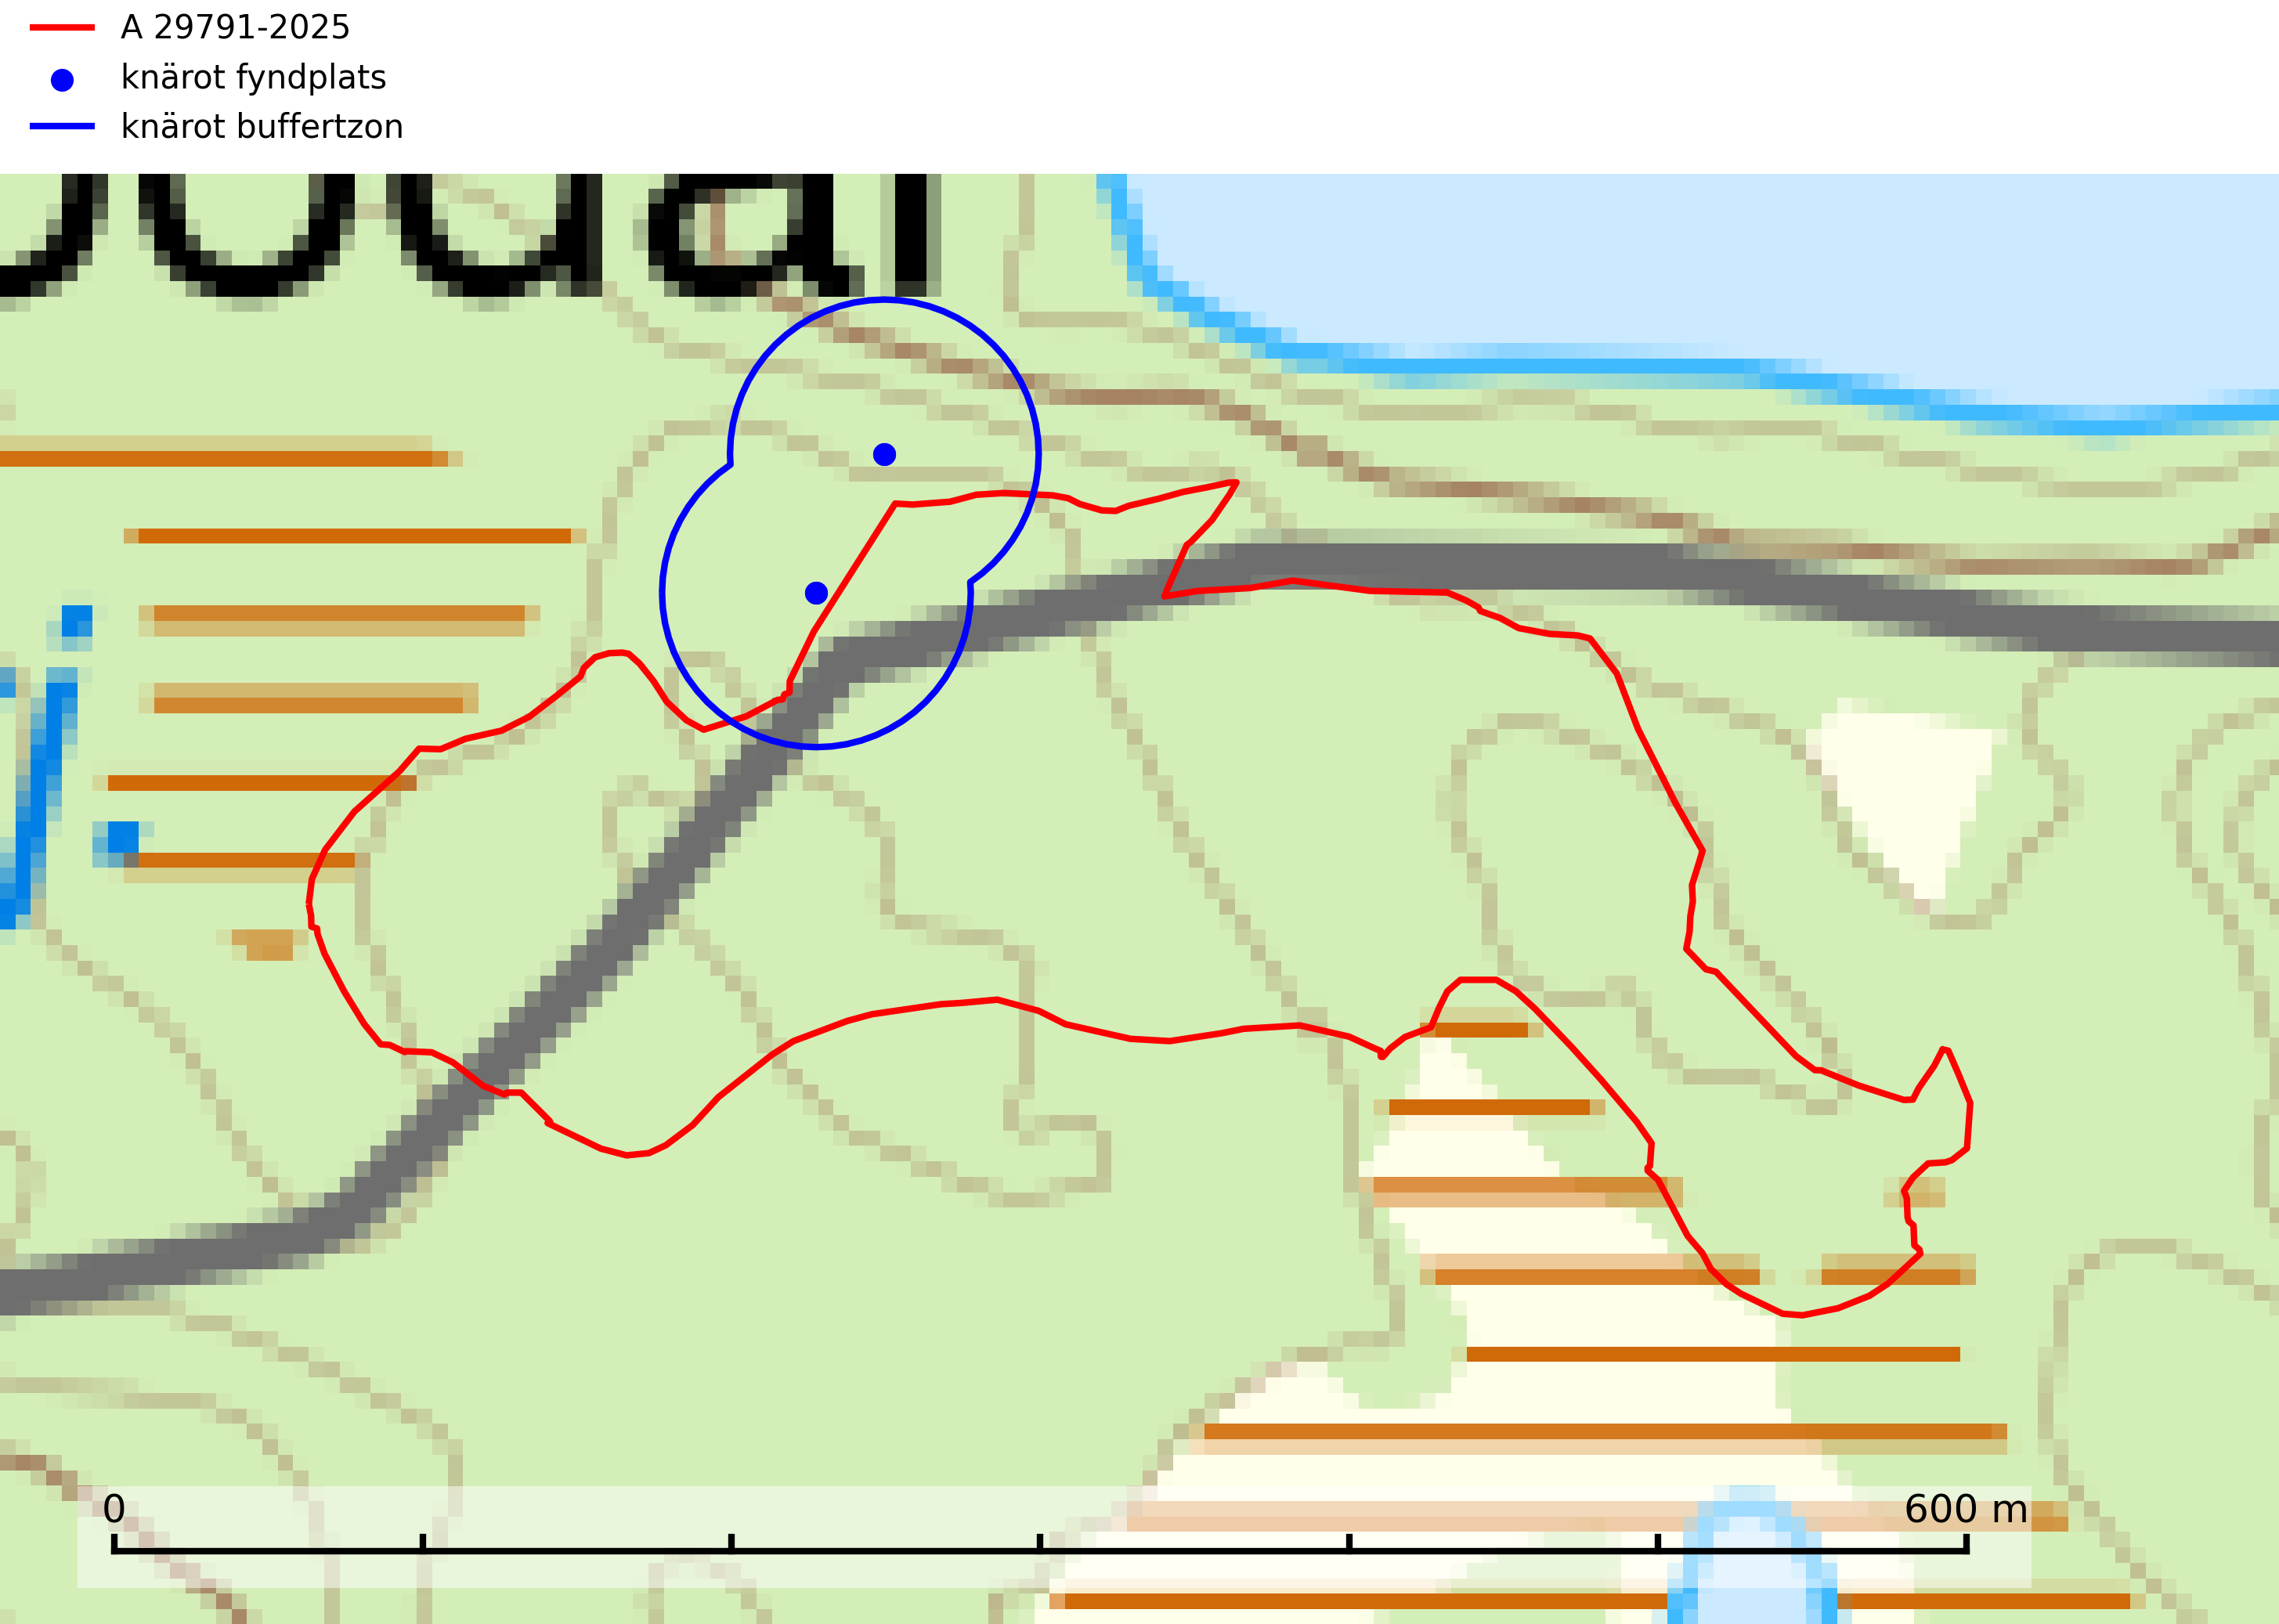 A 29791-2025
knärot fyndplats
knärot buffertzon
0 600 m